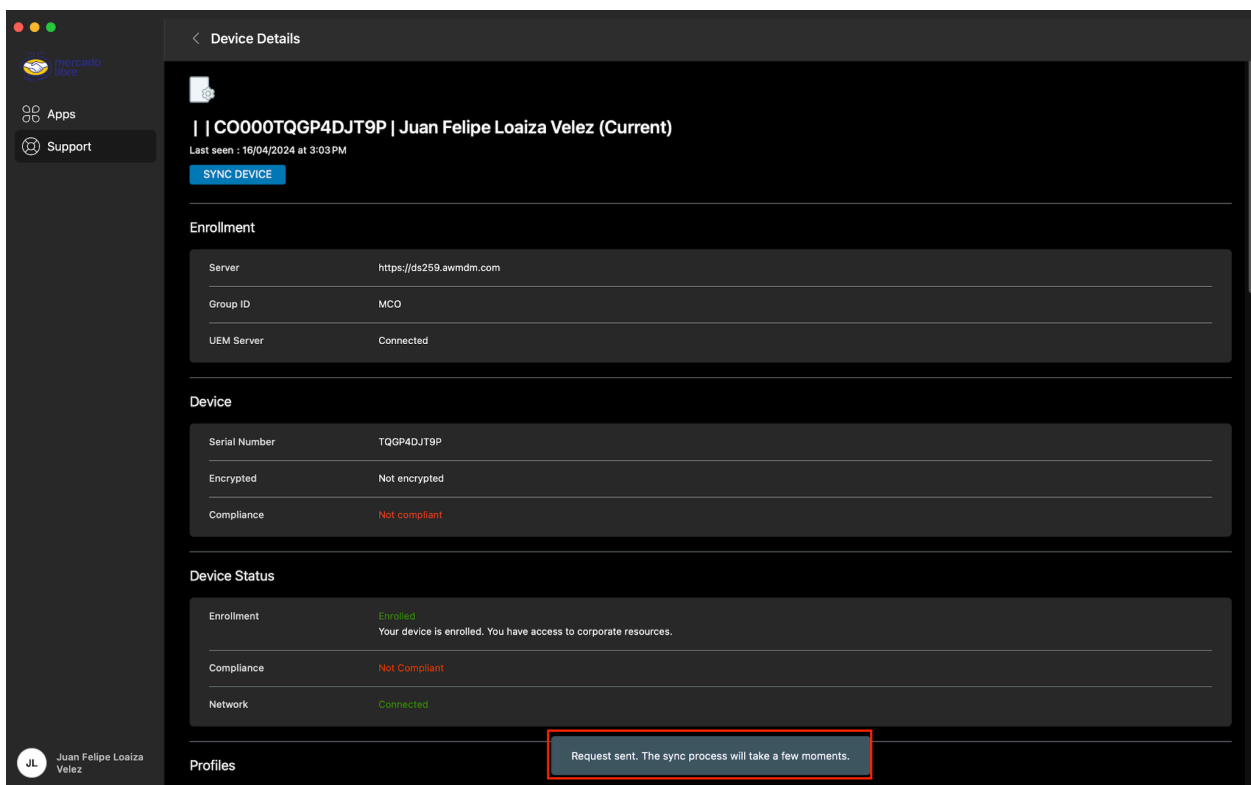 Device Details
mercado
libre
Apps
Support
| | CO000TQGP4DJT9P | Juan Felipe Loaiza Velez (Current)
Last seen : 16/04/2024 at 3:03 PM
SYNC DEVICE
Enrollment
Server https://ds259.awmdm.com
Group ID MCO
UEM Server Connected
Device
Serial Number TQGP4DJT9P
Encrypted Not encrypted
Compliance Not compliant
Device Status
Enrollment Enrolled
Your device is enrolled. You have access to corporate resources.
Compliance Not Compliant
Network Connected
Profiles
Request sent. The sync process will take a few moments.
JL Juan Felipe Loaiza
Velez